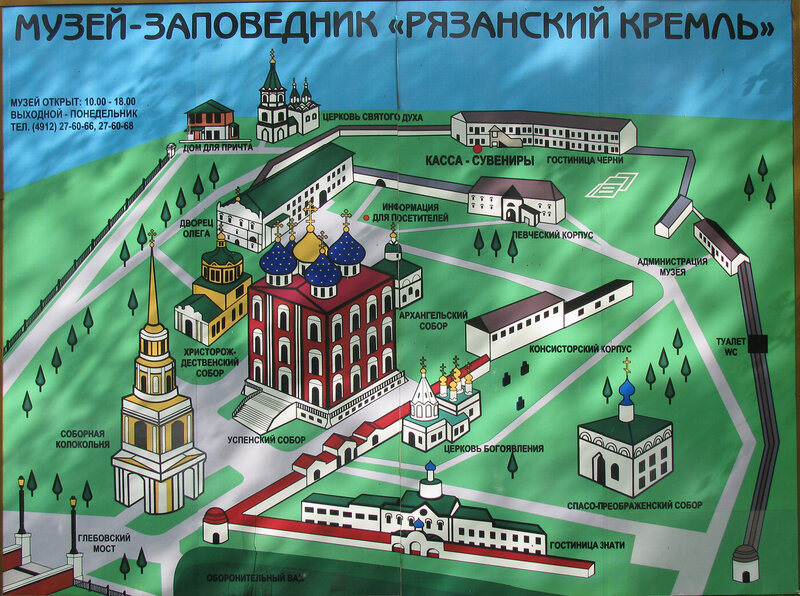 МУЗЕЙ-ЗАПОВЕДНИК «РЯЗАНСКИЙ КРЕМЛЬ»
МУЗЕЙ ОТКРЫТ: 10.00 - 18.00
ВЫХОДНОЙ - ПОНЕДЕЛЬНИК
ТЕЛ. (4912) 27-60-66, 27-60-68
ЦЕРКОВЬ СВЯТОГО ДУХА
ДОМ ДЛЯ ПРИЧТА
КАССА - СУВЕНИРЫ
ГОСТИНИЦА ЧЕРНИ
ДВОРЕЦ
ОЛЕГА
ИНФОРМАЦИЯ
ДЛЯ ПОСЕТИТЕЛЕЙ
ПЕВЧЕСКИЙ КОРПУС
АДМИНИСТРАЦИЯ
МУЗЕЯ
АРХАНГЕЛЬСКИЙ
СОБОР
ХРИСТОРОЖ-
ДЕСТВЕНСКИЙ
СОБОР
КОНСИСТОРСКИЙ КОРПУС
ТУАЛЕТ
WC
СОБОРНАЯ
КОЛОКОЛЬНЯ
УСПЕНСКИЙ СОБОР
ЦЕРКОВЬ БОГОЯВЛЕНИЯ
СПАСО-ПРЕОБРАЖЕНСКИЙ СОБОР
ГЛЕБОВСКИЙ
МОСТ
ГОСТИНИЦА ЗНАТИ
ОБОРОНИТЕЛЬНЫЙ ВАЛ